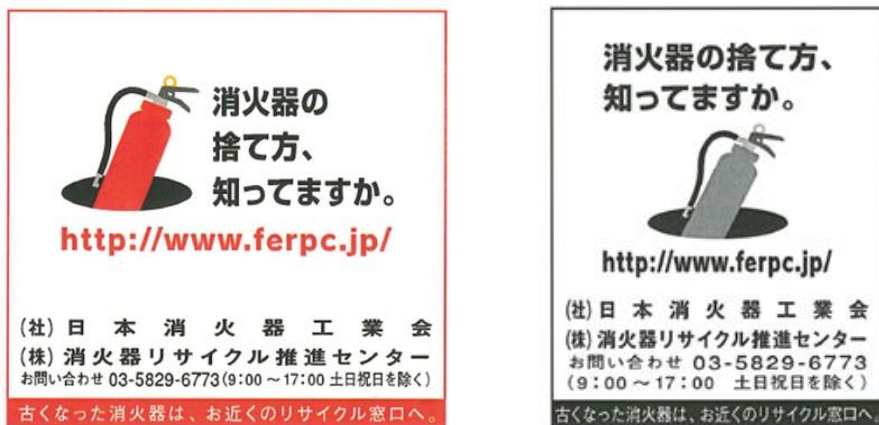 消火器の
捨て方、
知ってますか。
http://www.ferpc.jp/
(社)日本消火器工業会
(株)消火器リサイクル推進センター
お問い合わせ 03-5829-6773(9:00～17:00 土日祝日を除く)
古くなった消火器は、お近くのリサイクル窓口へ。
消火器の捨て方、
知ってますか。
http://www.ferpc.jp/
(社)日本消火器工業会
(株)消火器リサイクル推進センター
お問い合わせ 03-5829-6773
(9:00～17:00 土日祝日を除く)
古くなった消火器は、お近くのリサイクル窓口へ。